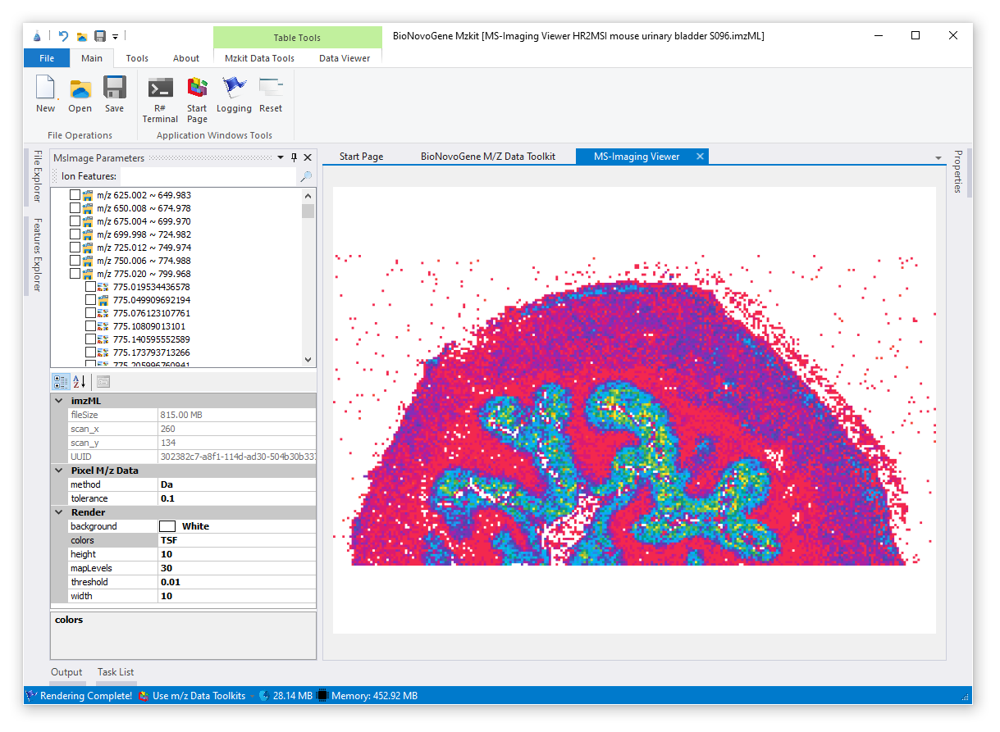 Table Tools
BioNovoGene Mzkit [MS-Imaging Viewer HR2MSI mouse urinary bladder S096.imzML]
File Main Tools About Mzkit Data Tools Data Viewer
New Open Save R# Terminal Start Page Logging Reset
File Operations Application Windows Tools
File Explorer
Features Explorer
MsImage Parameters
Ion Features:
m/z 625.002 ~ 649.983
m/z 650.008 ~ 674.978
m/z 675.004 ~ 699.970
m/z 699.998 ~ 724.982
m/z 725.012 ~ 749.974
m/z 750.006 ~ 774.988
m/z 775.020 ~ 799.968
775.019534436578
775.049909692194
775.076123107761
775.10809013101
775.140595552589
775.173793713266
775.205996760941
imzML
fileSize 815.00 MB
scan_x 260
scan_y 134
UUID 302382c7-a8f1-114d-ad30-504b30b337
Pixel M/z Data
method Da
tolerance 0.1
Render
background White
colors TSF
height 10
mapLevels 30
threshold 0.01
width 10
colors
Start Page BioNovoGene M/Z Data Toolkit MS-Imaging Viewer
Properties
Output Task List
Rendering Complete! Use m/z Data Toolkits 28.14 MB Memory: 452.92 MB